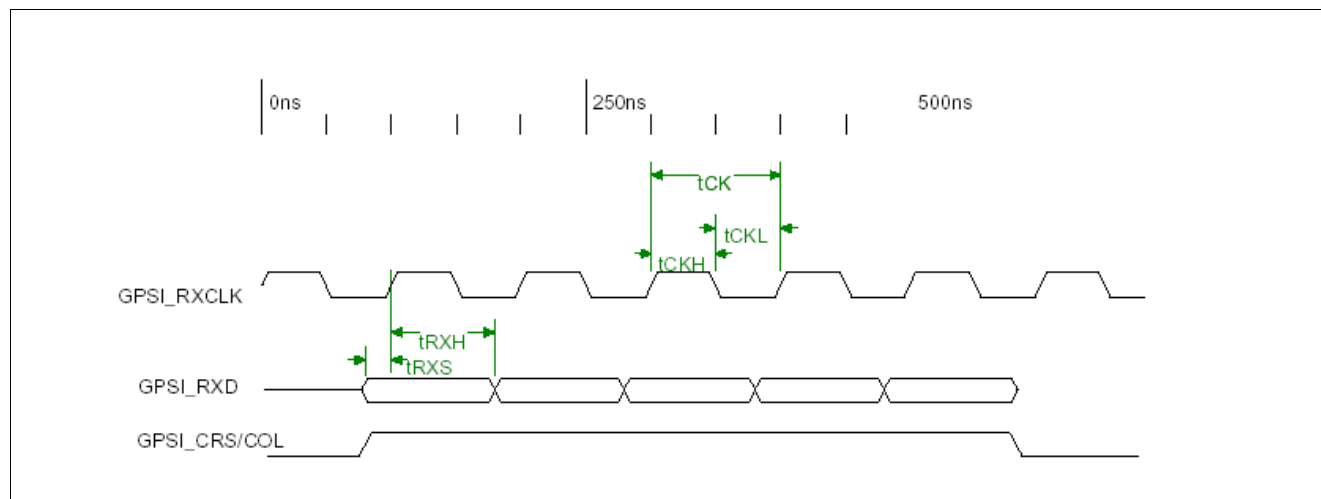 0ns 250ns 500ns
tCK
tCKL
tCKH
GPSI_RXCLK
tRXH
tRXS
GPSI_RXD
GPSI_CRS/COL